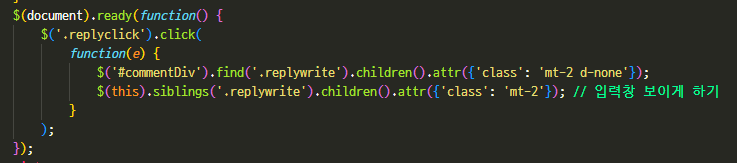 $(document).ready(function() {
    $('.replyclick').click(
        function(e) {
            $('#commentDiv').find('.replywrite').children().attr({'class': 'mt-2 d-none'});
            $(this).siblings('.replywrite').children().attr({'class': 'mt-2'}); // 입력창 보이게 하기
        }
    );
});